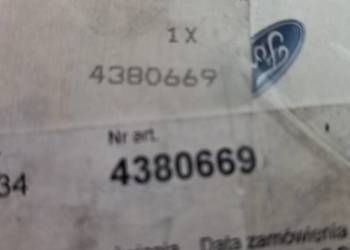 1 X
4380669
Nr art.
34 4380669
Data zamówienia